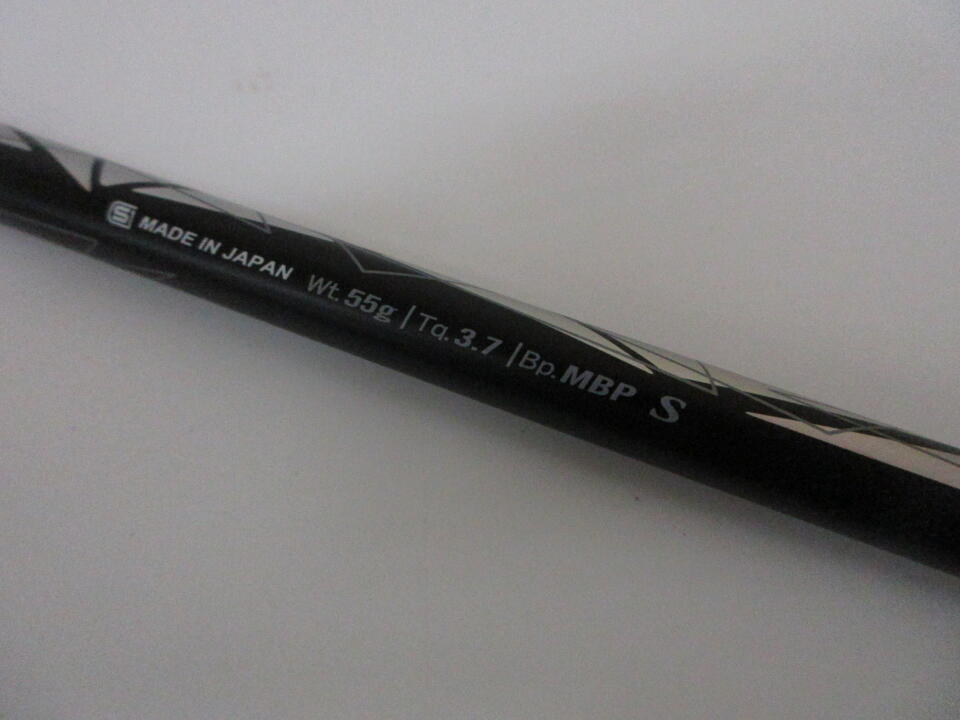 MADE IN JAPAN Wt. 55g | Tq. 3.7 | Bp. MBP S